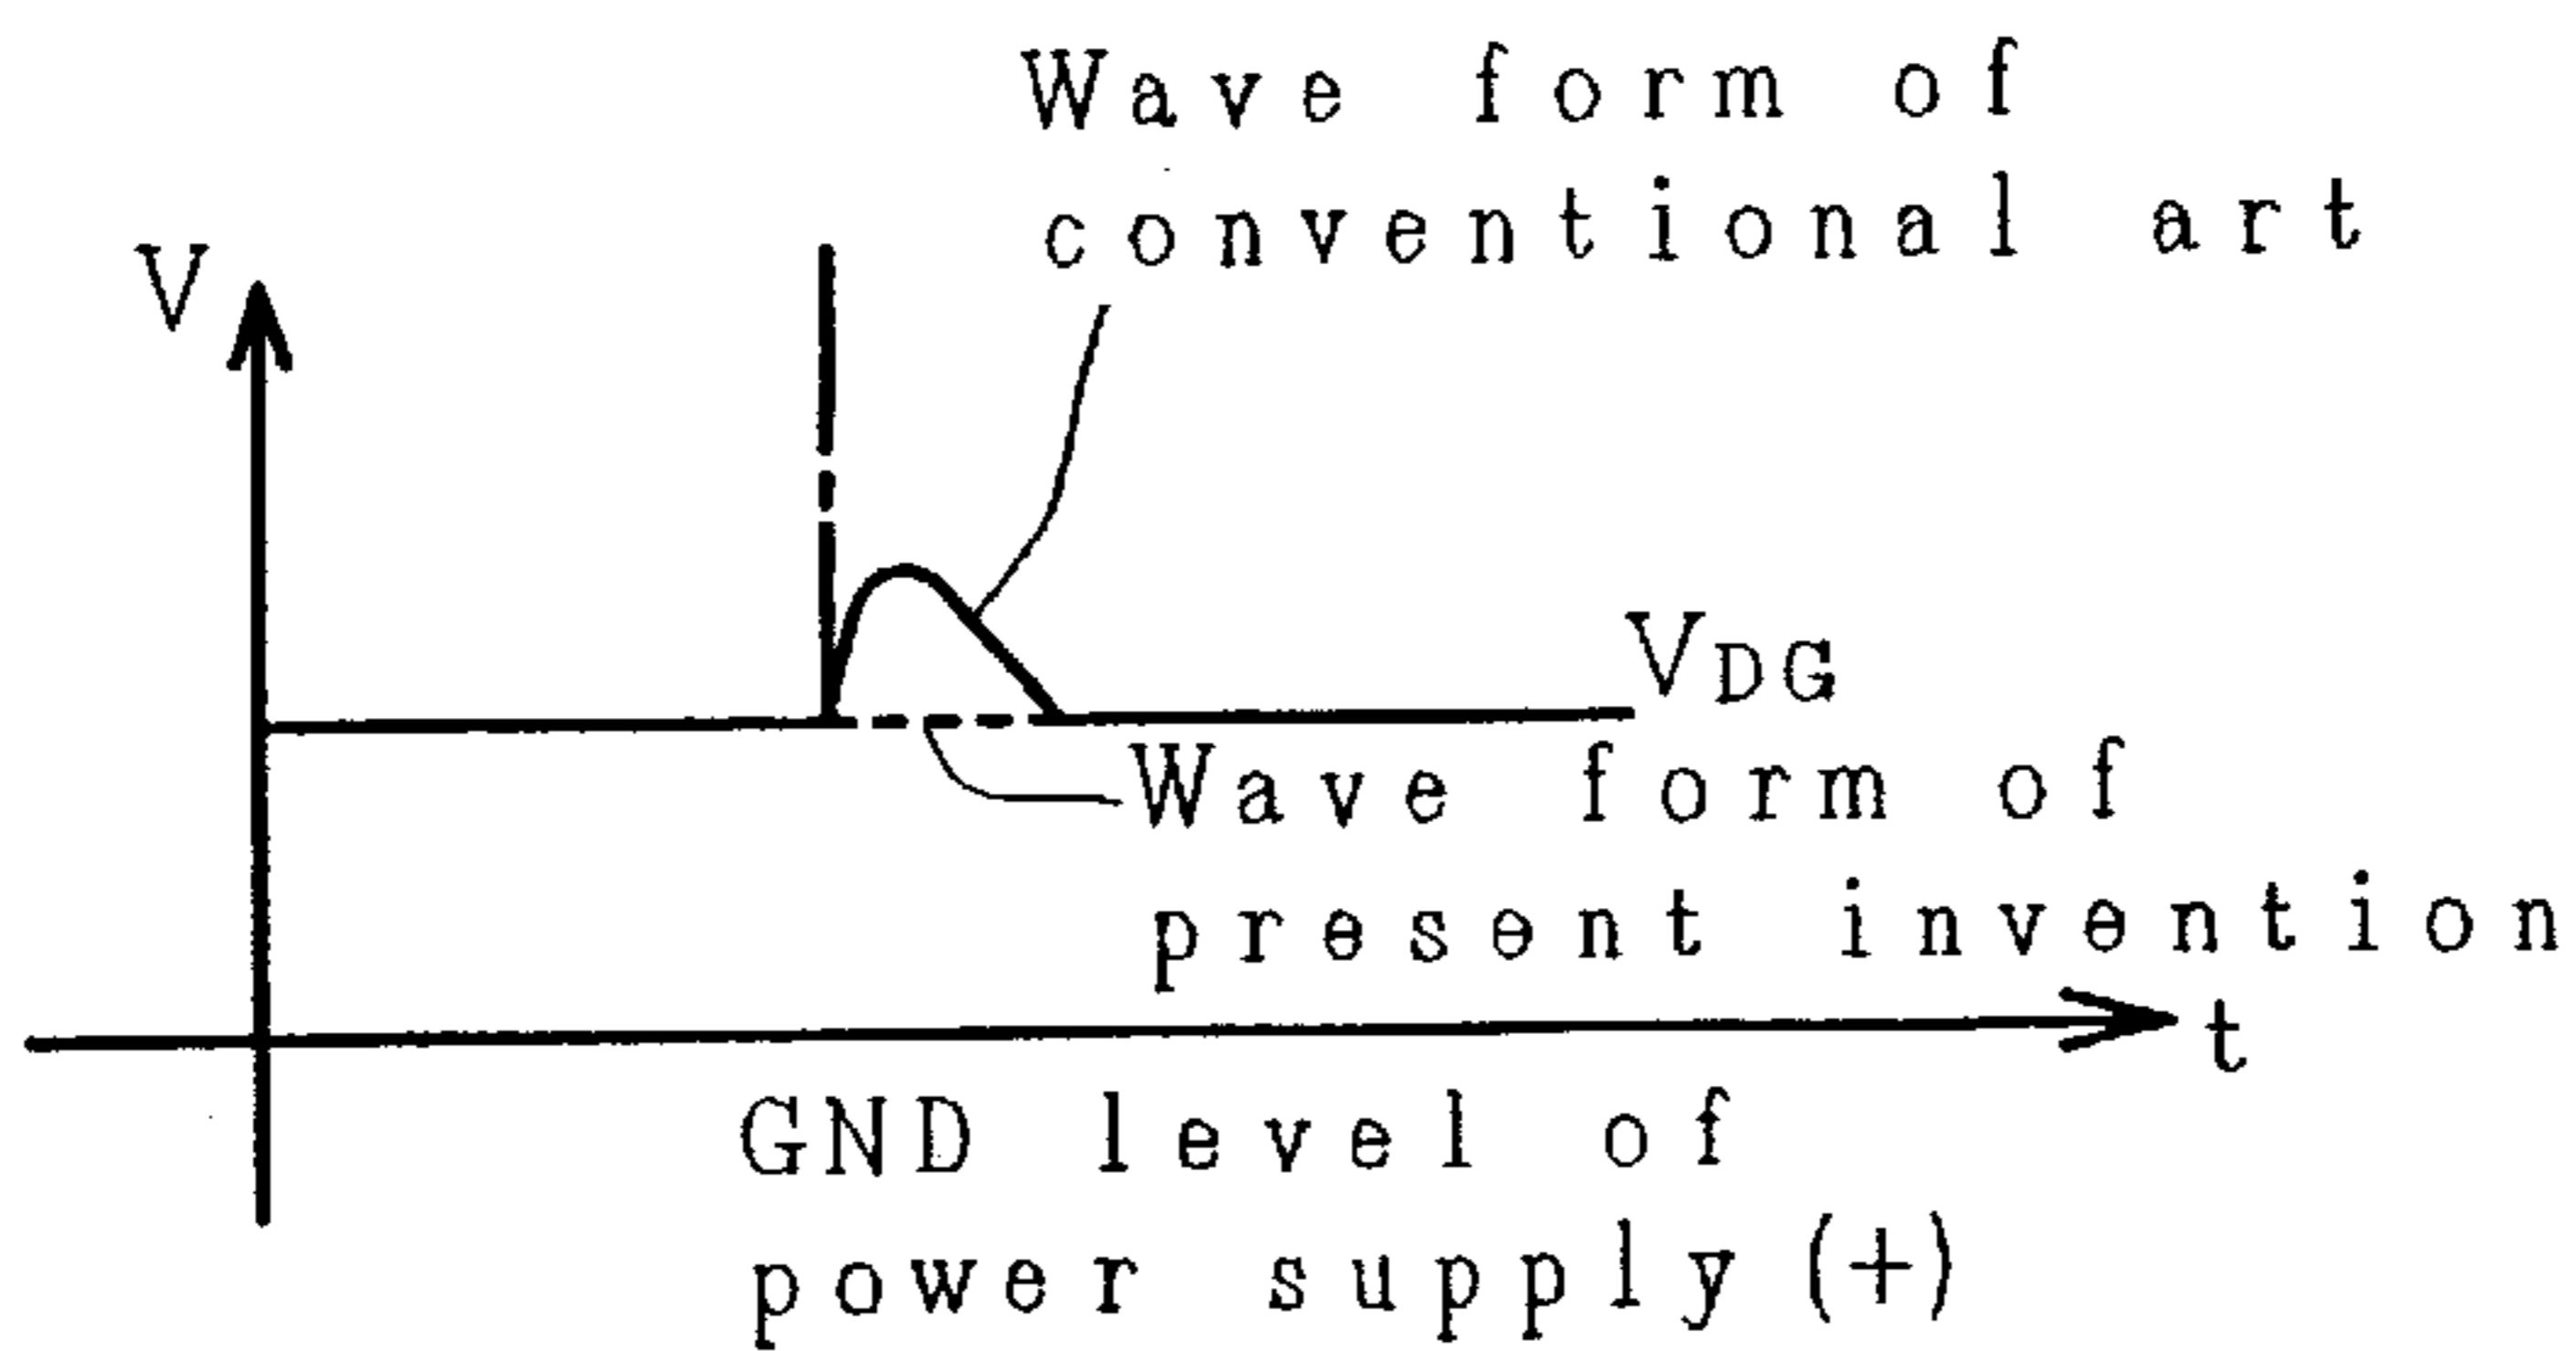 Wave form of
conventional art
V
VDG
Wave form of
present invention
t
GND level of
power supply (+)